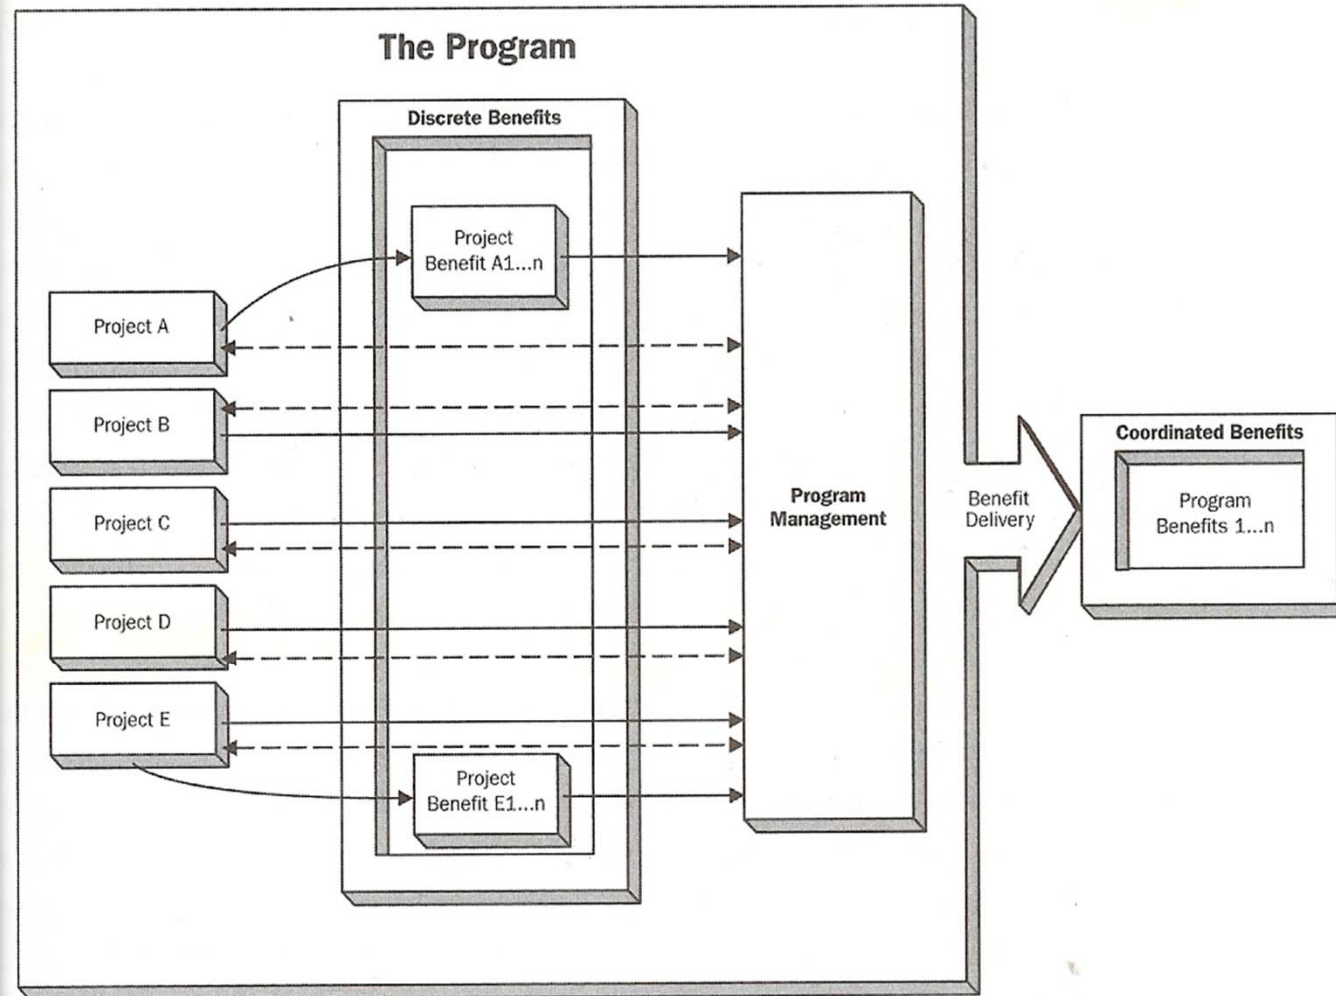 The Program
Discrete Benefits
Project
Benefit A1...n
Project A
Project B
Project C
Project D
Project E
Project
Benefit E1...n
Program
Management
Benefit
Delivery
Coordinated Benefits
Program
Benefits 1...n